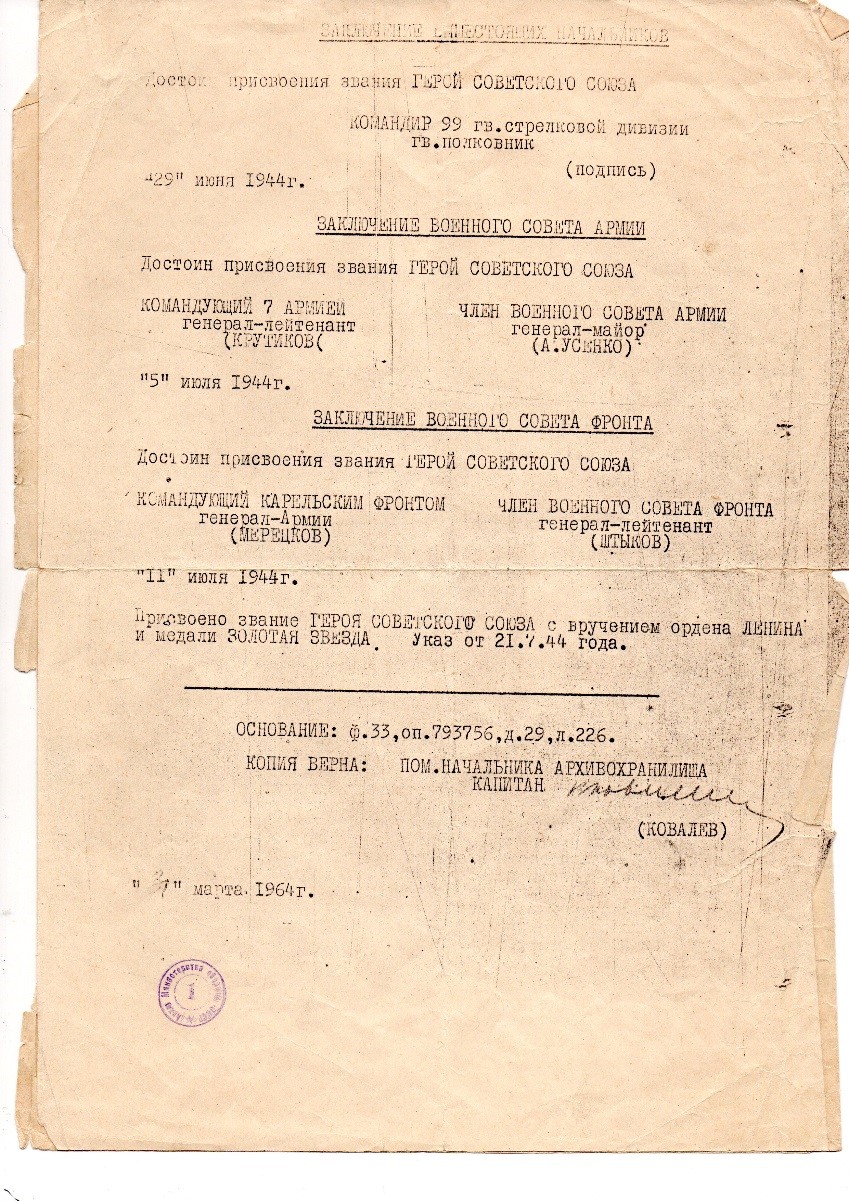 ЗАКЛЮЧЕНИЕ ВЫШЕСТОЯЩИХ НАЧАЛЬНИКОВ
Достоин присвоения звания ГЕРОЙ СОВЕТСКОГО СОЮЗА
КОМАНДИР 99 гв.стрелковой дивизии
гв.полковник
(подпись)
"29" июня 1944г.
ЗАКЛЮЧЕНИЕ ВОЕННОГО СОВЕТА АРМИИ
Достоин присвоения звания ГЕРОЙ СОВЕТСКОГО СОЮЗА
КОМАНДУЮЩИЙ 7 АРМИЕЙ ЧЛЕН ВОЕННОГО СОВЕТА АРМИИ
генерал-лейтенант генерал-майор
(КРУТИКОВ( (А.УСЕНКО)
"5" июля 1944г.
ЗАКЛЮЧЕНИЕ ВОЕННОГО СОВЕТА ФРОНТА
Достоин присвоения звания ГЕРОЙ СОВЕТСКОГО СОЮЗА
КОМАНДУЮЩИЙ КАРЕЛЬСКИМ ФРОНТОМ ЧЛЕН ВОЕННОГО СОВЕТА ФРОНТА
генерал-Армии генерал-лейтенант
(МЕРЕЦКОВ) (ШТЫКОВ)
"II" июля 1944г.
Присвоено звание ГЕРОЯ СОВЕТСКОГО СОЮЗА с вручением ордена ЛЕНИНА
и медали ЗОЛОТАЯ ЗВЕЗДА. Указ от 21.7.44 года.
ОСНОВАНИЕ: ф.33,оп.793756,д.29,л.226.
КОПИЯ ВЕРНА: ПОМ.НАЧАЛЬНИКА АРХИВОХРАНИЛИЩА
КАПИТАН
(КОВАЛЕВ)
марта 1964г.
Министерства обороны